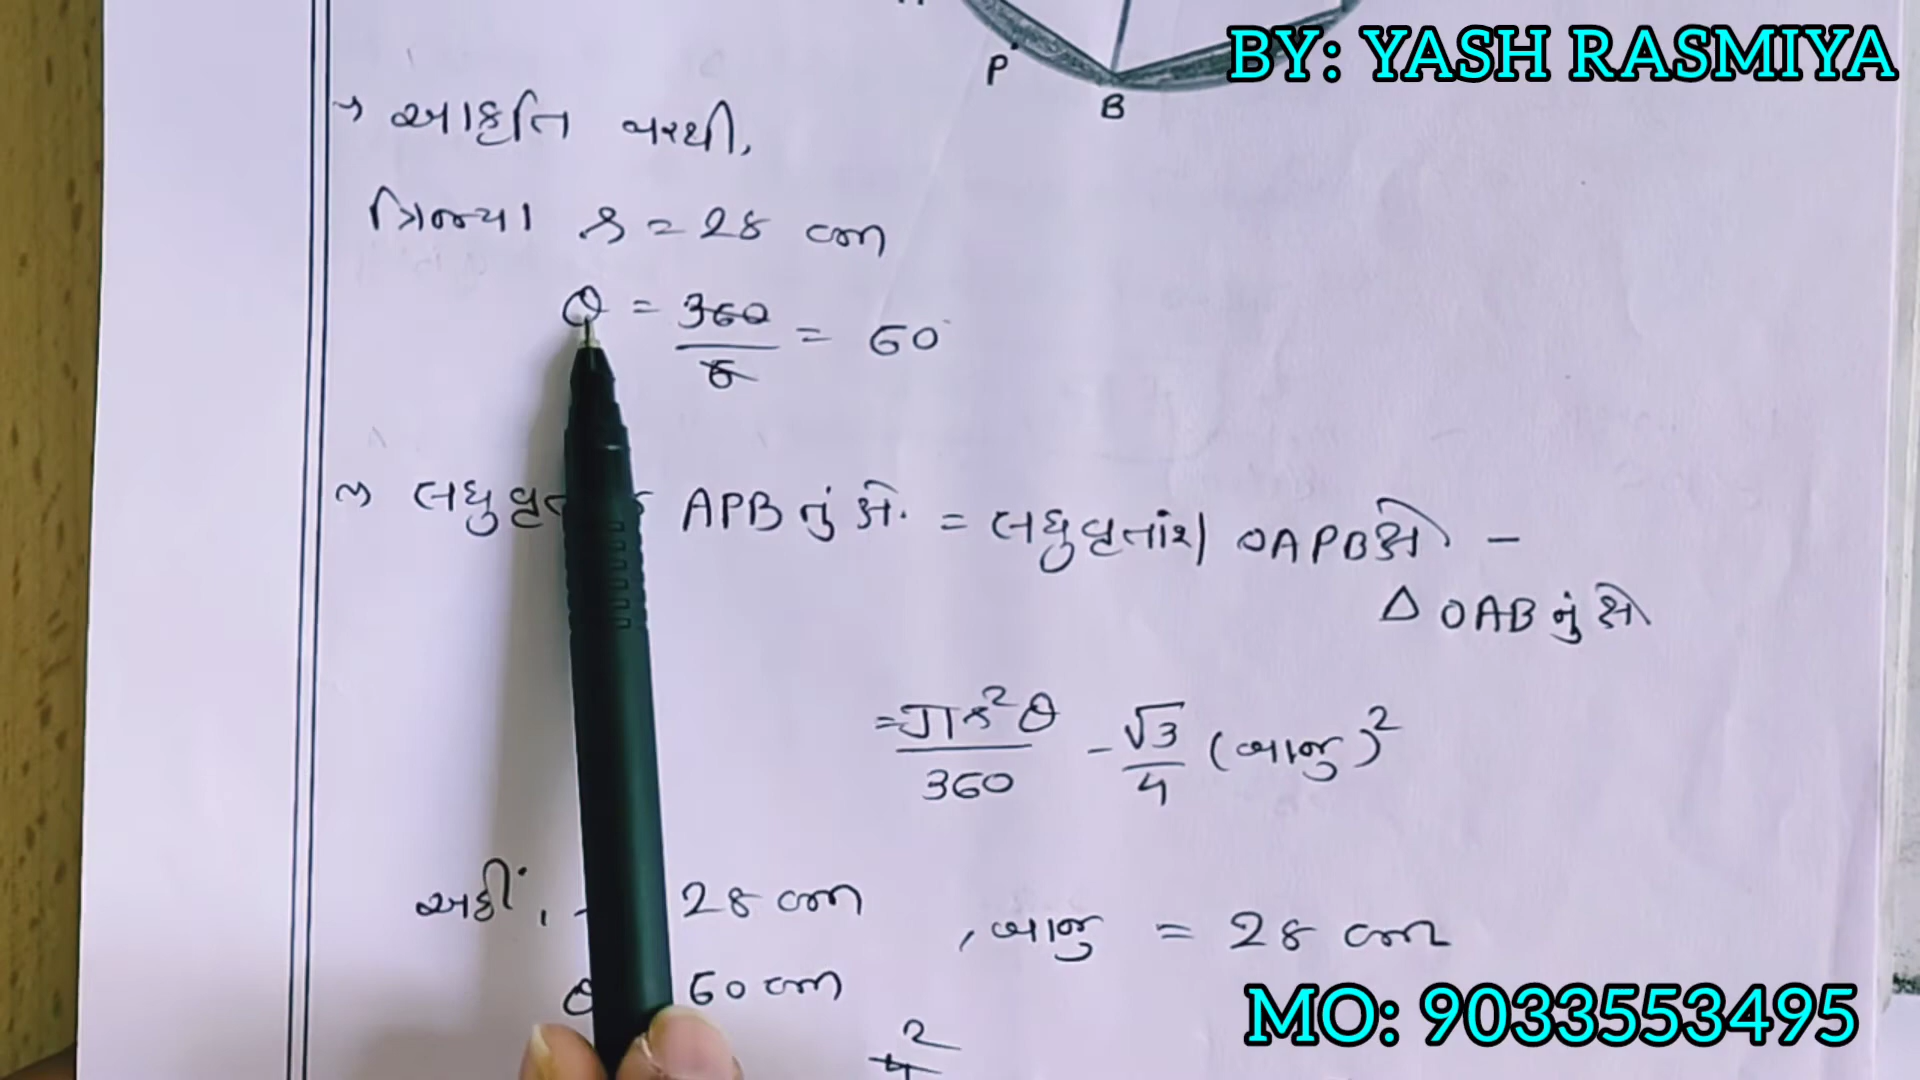 BY: YASH RASMIYA
P
B
→ આકૃતિ પરથી,
ત્રિજ્યા r = 28 cm
θ = 360/6 = 60
→ લઘુવૃત APB નું ક્ષે. = લઘુવૃતાંશ OAPB ક્ષે -
△ OAB નું ક્ષે
= πr²θ/360 - √3/4 (બાજુ)²
અહીં, 28 cm , બાજુ = 28 cm
θ 60 cm
2
MO: 9033553495